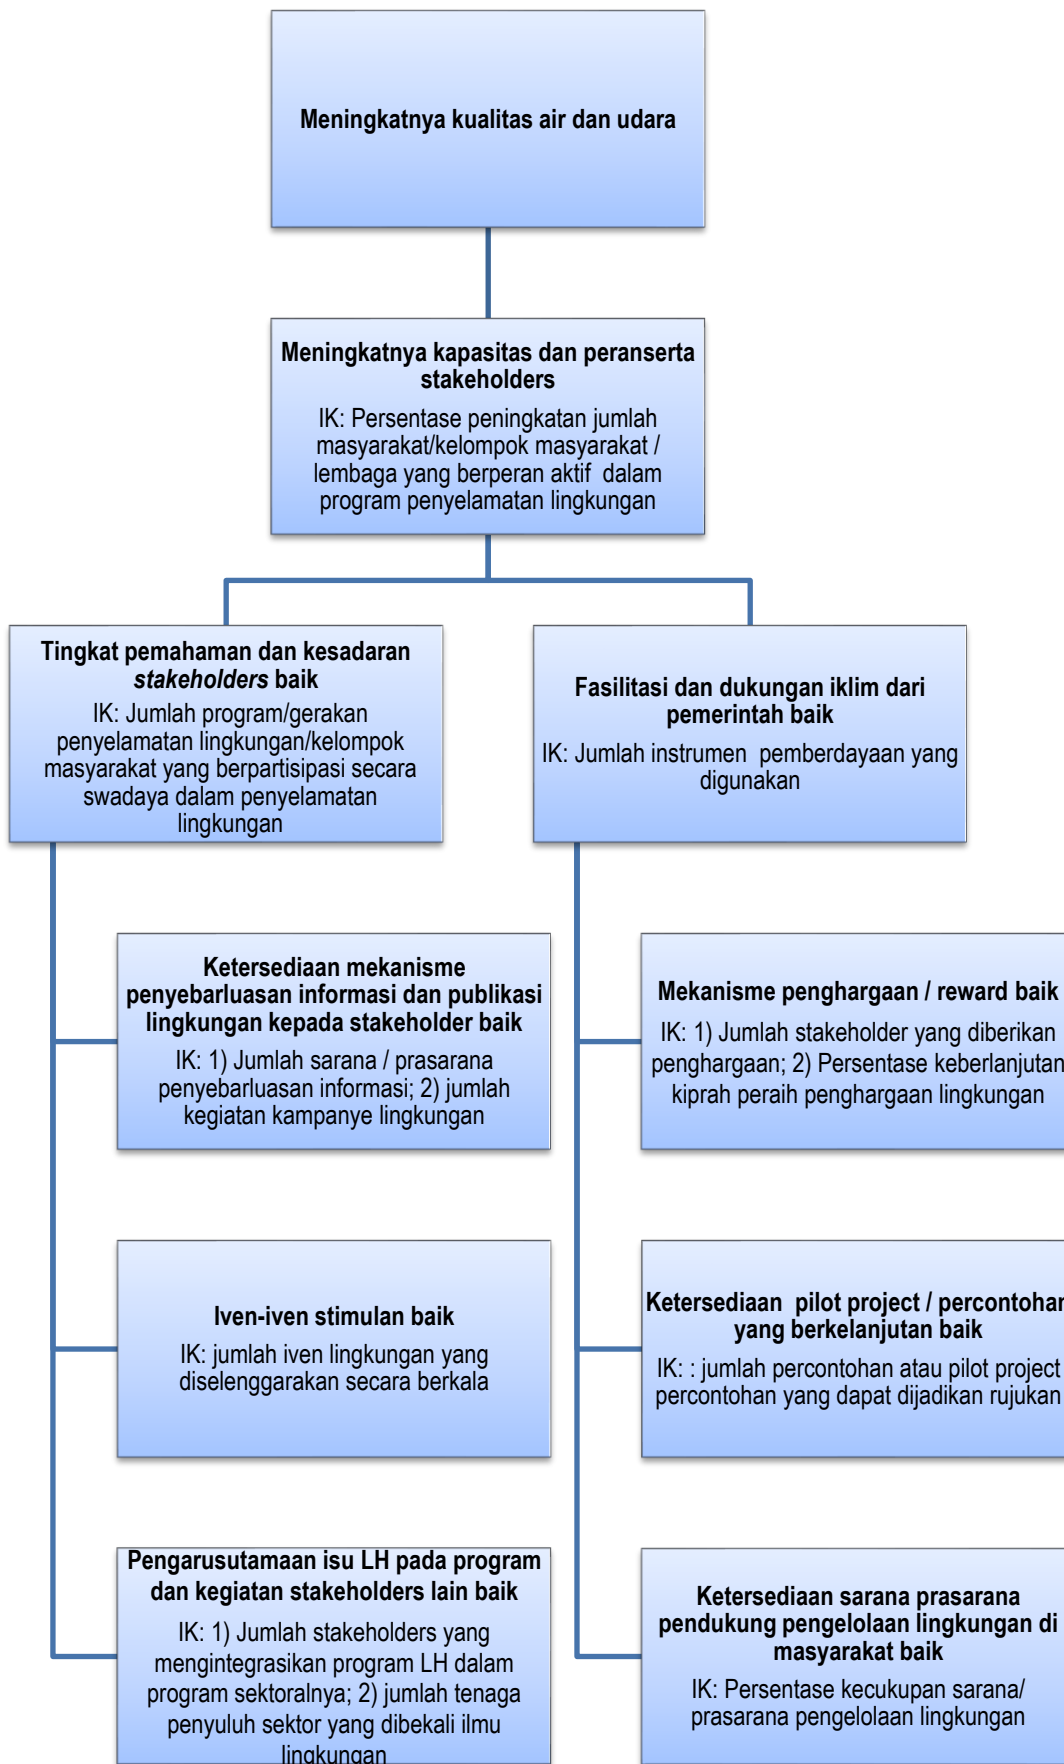 Meningkatnya kualitas air dan udara
Meningkatnya kapasitas dan peranserta
stakeholders
IK: Persentase peningkatan jumlah
masyarakat/kelompok masyarakat /
lembaga yang berperan aktif dalam
program penyelamatan lingkungan
Tingkat pemahaman dan kesadaran
stakeholders baik
IK: Jumlah program/gerakan
penyelamatan lingkungan/kelompok
masyarakat yang berpartisipasi secara
swadaya dalam penyelamatan
lingkungan
Ketersediaan mekanisme
penyebarluasan informasi dan publikasi
lingkungan kepada stakeholder baik
IK: 1) Jumlah sarana / prasarana
penyebarluasan informasi; 2) jumlah
kegiatan kampanye lingkungan
Iven-iven stimulan baik
IK: jumlah iven lingkungan yang
diselenggarakan secara berkala
Pengarusutamaan isu LH pada program
dan kegiatan stakeholders lain baik
IK: 1) Jumlah stakeholders yang
mengintegrasikan program LH dalam
program sektoralnya; 2) jumlah tenaga
penyuluh sektor yang dibekali ilmu
lingkungan
Fasilitasi dan dukungan iklim dari
pemerintah baik
IK: Jumlah instrumen pemberdayaan yang
digunakan
Mekanisme penghargaan / reward baik
IK: 1) Jumlah stakeholder yang diberikan
penghargaan; 2) Persentase keberlanjutan
kiprah peraih penghargaan lingkungan
Ketersediaan pilot project / percontohan
yang berkelanjutan baik
IK: : jumlah percontohan atau pilot project
percontohan yang dapat dijadikan rujukan
Ketersediaan sarana prasarana
pendukung pengelolaan lingkungan di
masyarakat baik
IK: Persentase kecukupan sarana/
prasarana pengelolaan lingkungan